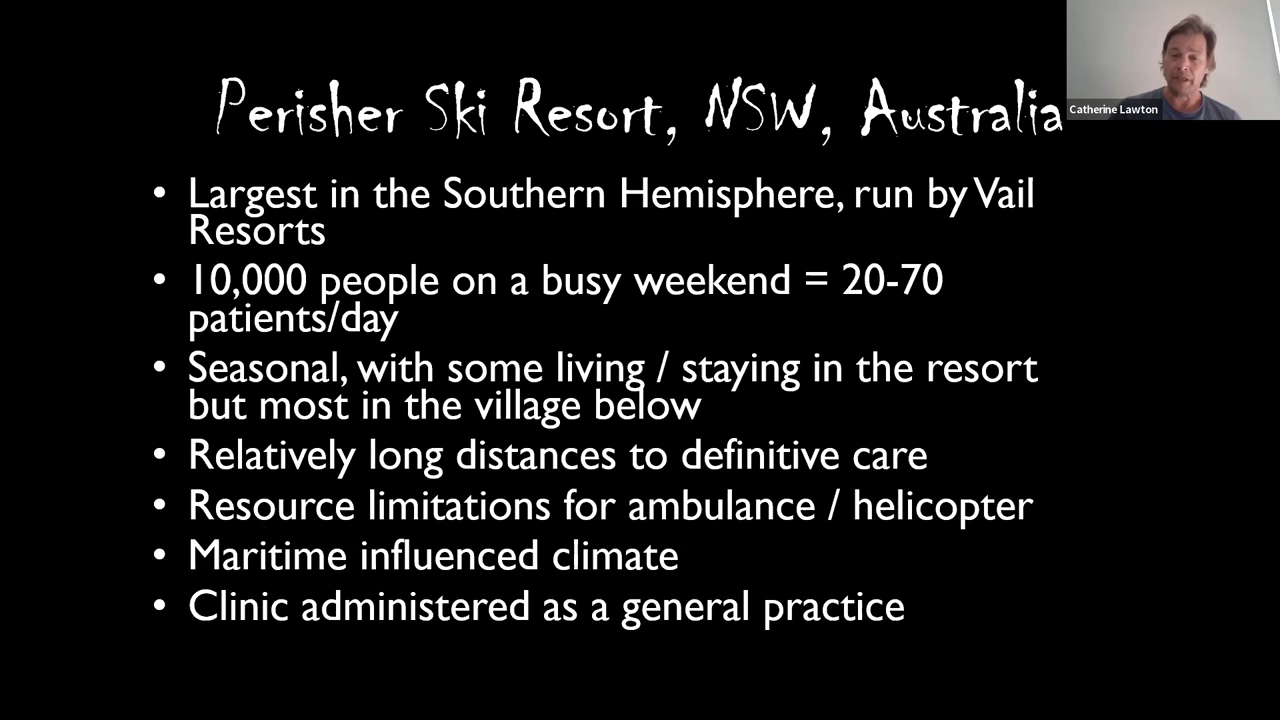 Perisher Ski Resort, NSW, Australia
Catherine Lawton
• Largest in the Southern Hemisphere, run by Vail
Resorts
• 10,000 people on a busy weekend = 20-70
patients/day
• Seasonal, with some living / staying in the resort
but most in the village below
• Relatively long distances to definitive care
• Resource limitations for ambulance / helicopter
• Maritime influenced climate
• Clinic administered as a general practice